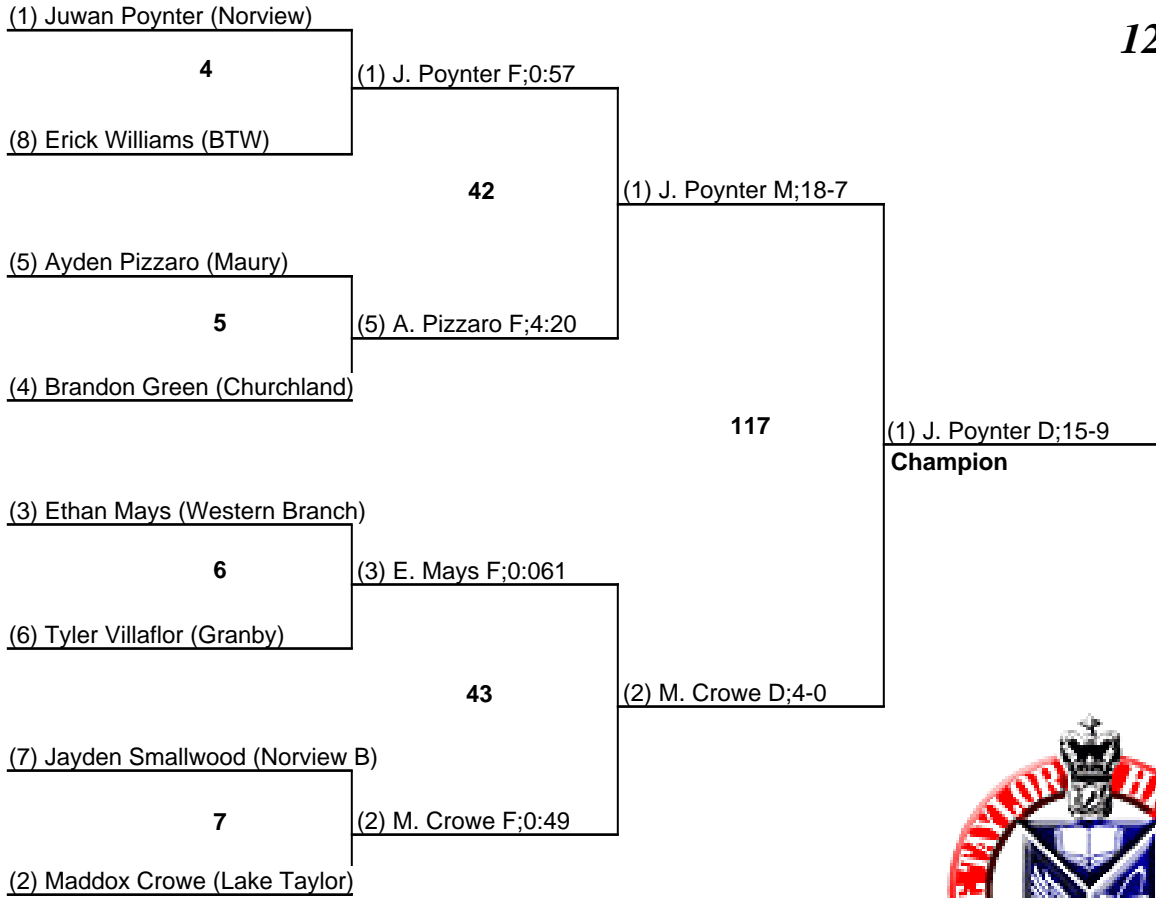 (1) Juwan Poynter (Norview)
12
4
(1) J. Poynter F;0:57
(8) Erick Williams (BTW)
42
(1) J. Poynter M;18-7
(5) Ayden Pizzaro (Maury)
5
(5) A. Pizzaro F;4:20
(4) Brandon Green (Churchland)
117
(1) J. Poynter D;15-9
Champion
(3) Ethan Mays (Western Branch)
6
(3) E. Mays F;0:061
(6) Tyler Villaflor (Granby)
43
(2) M. Crowe D;4-0
(7) Jayden Smallwood (Norview B)
7
(2) M. Crowe F;0:49
(2) Maddox Crowe (Lake Taylor)
TAYLOR